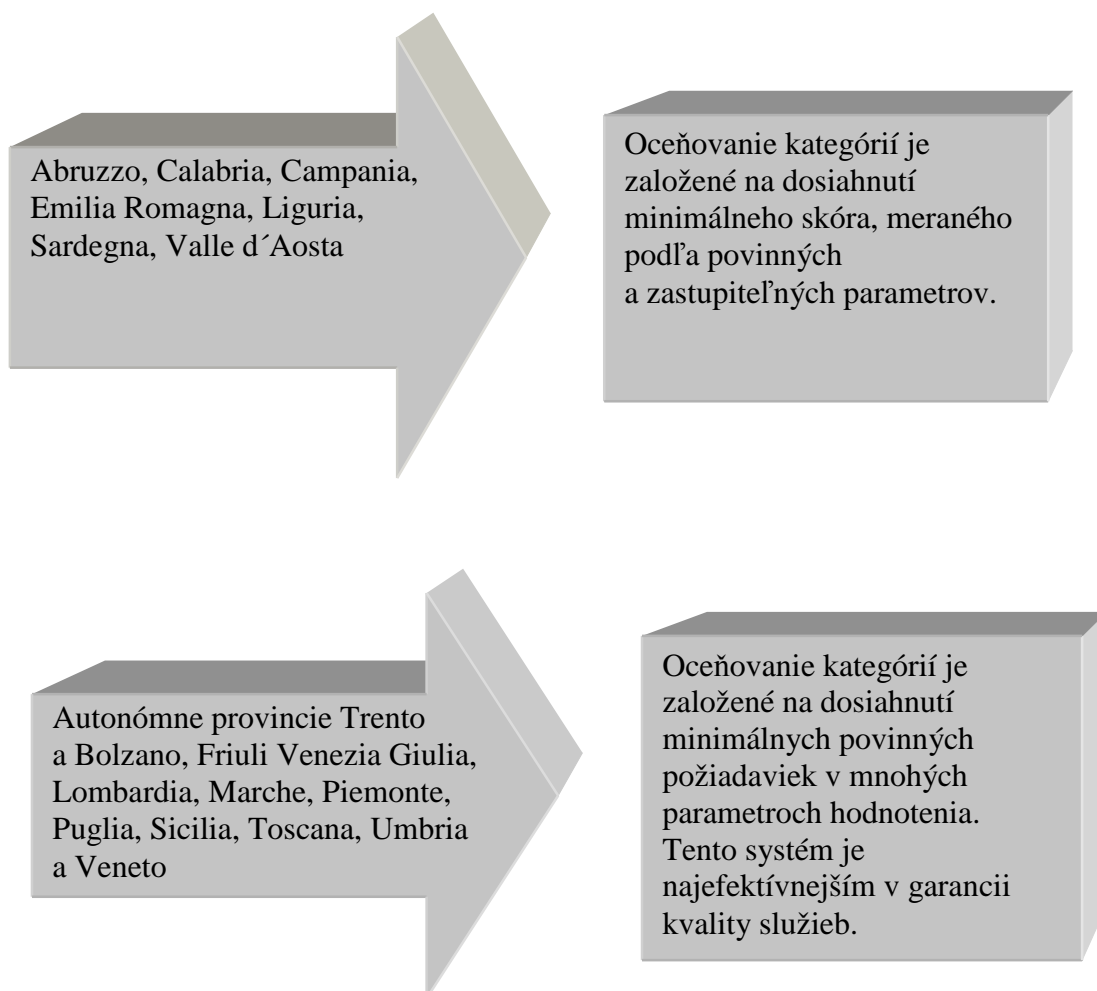 Abruzzo, Calabria, Campania,
Emilia Romagna, Liguria,
Sardegna, Valle d´Aosta
Oceňovanie kategórií je
založené na dosiahnutí
minimálneho skóra, meraného
podľa povinných
a zastupiteľných parametrov.
Autonómne provincie Trento
a Bolzano, Friuli Venezia Giulia,
Lombardia, Marche, Piemonte,
Puglia, Sicilia, Toscana, Umbria
a Veneto
Oceňovanie kategórií je
založené na dosiahnutí
minimálnych povinných
požiadaviek v mnohých
parametroch hodnotenia.
Tento systém je
najefektívnejším v garancii
kvality služieb.